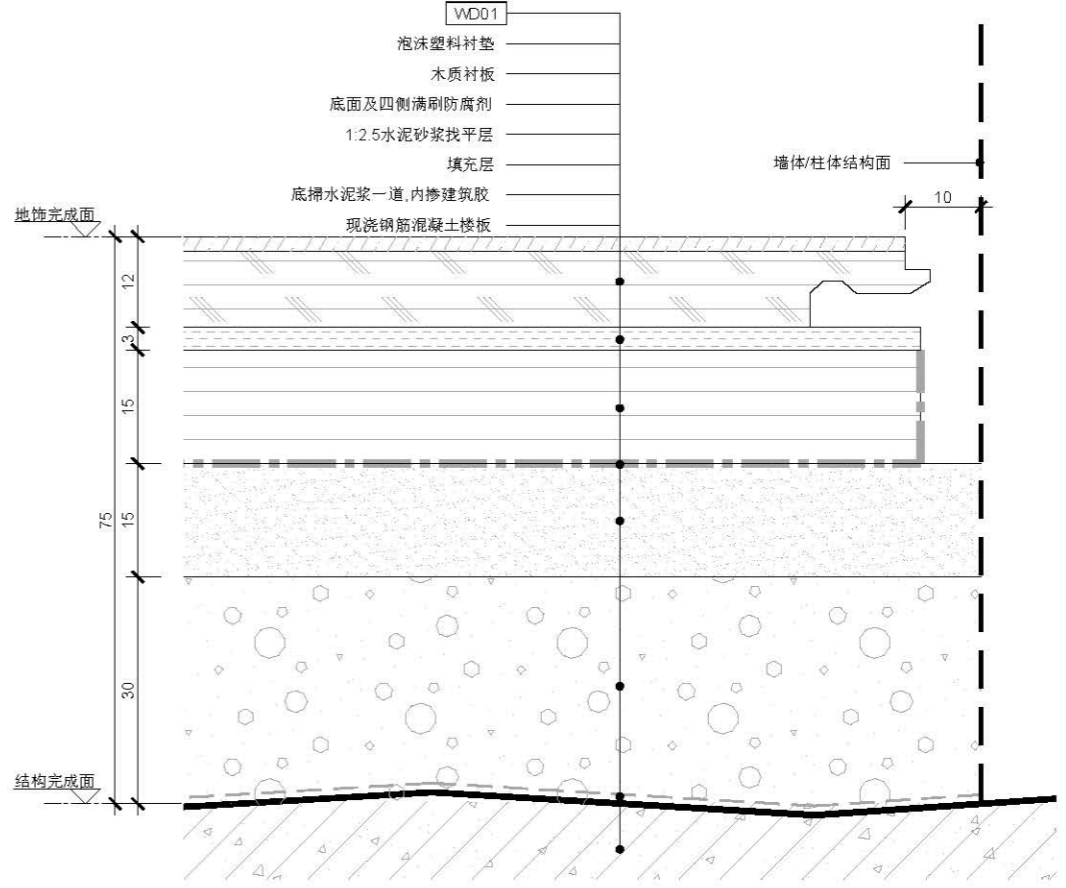 WD01
泡沫塑料衬垫
木质衬板
底面及四侧满刷防腐剂
1:2.5水泥砂浆找平层
填充层
底掃水泥浆一道,内掺建筑胶
现浇钢筋混凝土楼板
墙体/柱体结构面
10
地饰完成面
12
3
15
15
75
30
结构完成面